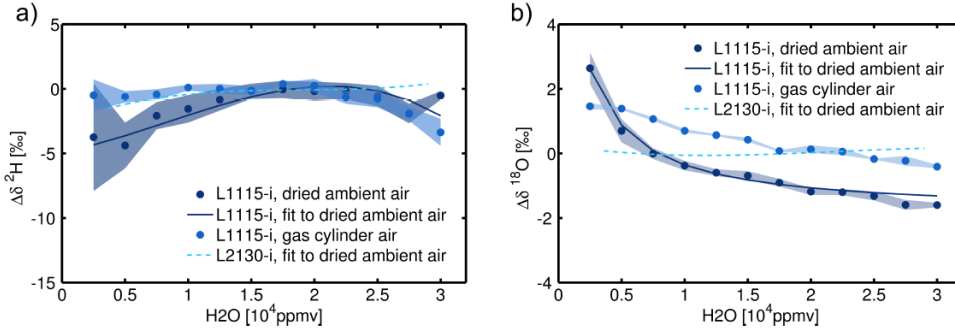 a)
5
0
-5
-10
-15
Δδ ²H [‰]
L1115-i, dried ambient air
L1115-i, fit to dried ambient air
L1115-i, gas cylinder air
L2130-i, fit to dried ambient air
0 0.5 1 1.5 2 2.5 3
H2O [10⁴ppmv]
b)
4
2
0
-2
-4
Δδ ¹⁸O [‰]
L1115-i, dried ambient air
L1115-i, fit to dried ambient air
L1115-i, gas cylinder air
L2130-i, fit to dried ambient air
0 0.5 1 1.5 2 2.5 3
H2O [10⁴ppmv]